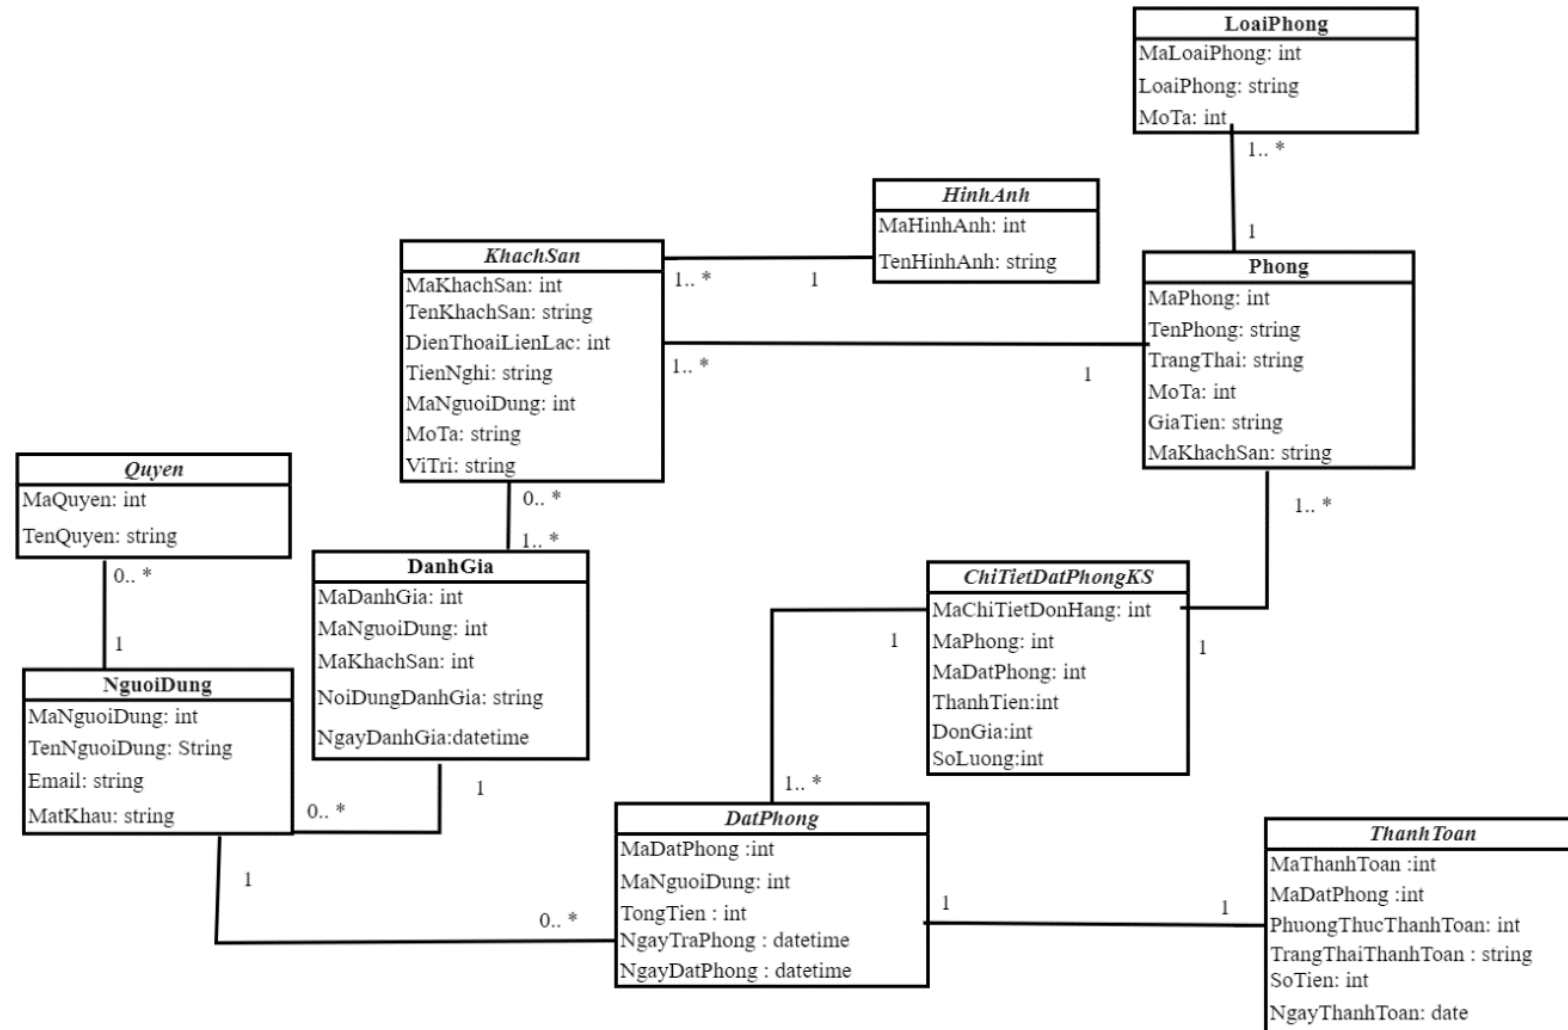 LoaiPhong
MaLoaiPhong: int
LoaiPhong: string
MoTa: int
1.. *
1
HinhAnh
MaHinhAnh: int
TenHinhAnh: string
KhachSan
MaKhachSan: int
TenKhachSan: string
DienThoaiLienLac: int
TienNghi: string
MaNguoiDung: int
MoTa: string
ViTri: string
1.. *
1
1.. *
1
Phong
MaPhong: int
TenPhong: string
TrangThai: string
MoTa: int
GiaTien: string
MaKhachSan: string
1.. *
Quyen
MaQuyen: int
TenQuyen: string
0.. *
1
0.. *
1.. *
DanhGia
MaDanhGia: int
MaNguoiDung: int
MaKhachSan: int
NoiDungDanhGia: string
NgayDanhGia:datetime
1
0.. *
NguoiDung
MaNguoiDung: int
TenNguoiDung: String
Email: string
MatKhau: string
1
0.. *
ChiTietDatPhongKS
MaChiTietDonHang: int
MaPhong: int
MaDatPhong: int
ThanhTien:int
DonGia:int
SoLuong:int
1
1
1.. *
DatPhong
MaDatPhong :int
MaNguoiDung: int
TongTien : int
NgayTraPhong : datetime
NgayDatPhong : datetime
1
1
ThanhToan
MaThanhToan :int
MaDatPhong :int
PhuongThucThanhToan: int
TrangThaiThanhToan : string
SoTien: int
NgayThanhToan: date